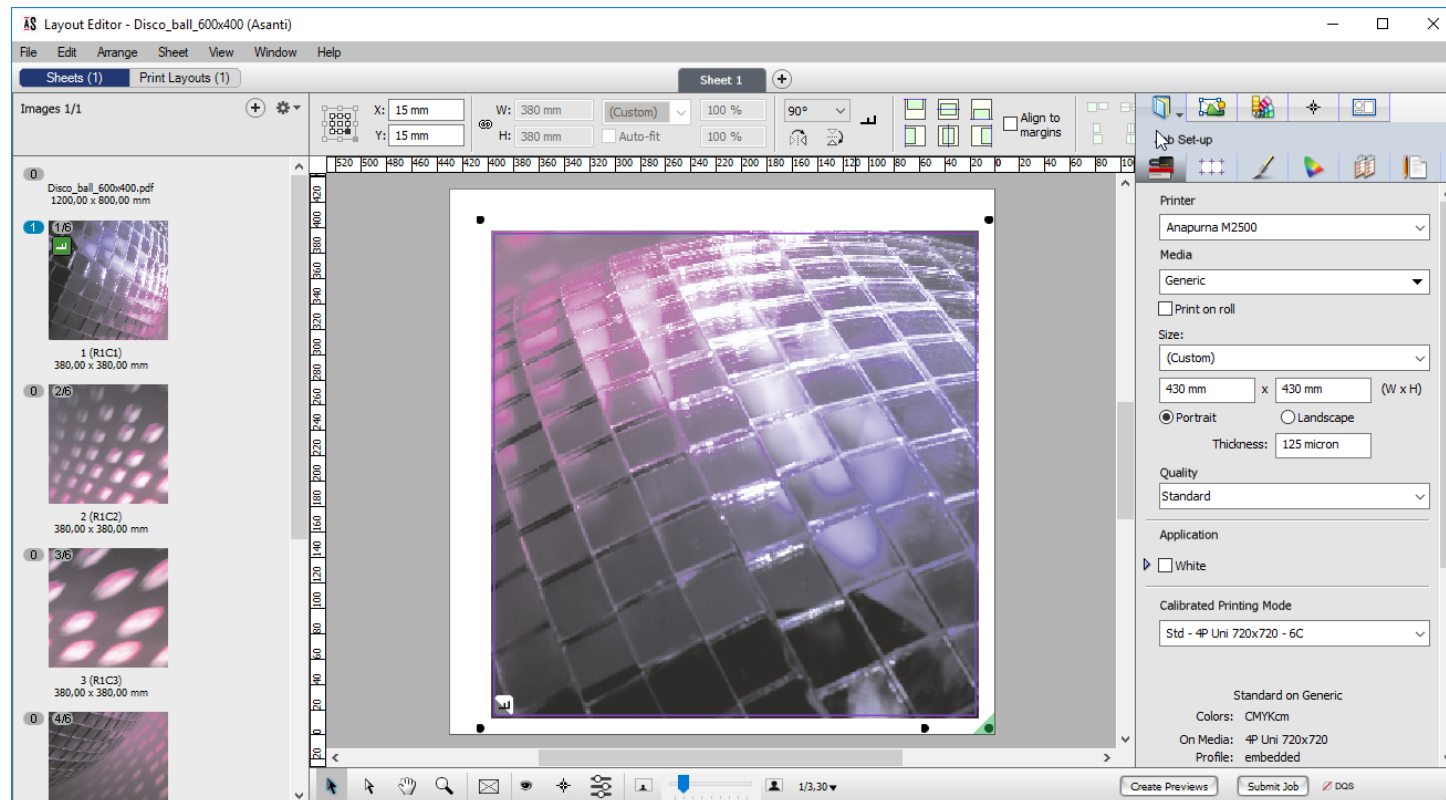 AS Layout Editor - Disco_ball_600x400 (Asanti)
File Edit Arrange Sheet View Window Help
Sheets (1) Print Layouts (1) Sheet 1
Images 1/1
X: 15 mm W: 380 mm (Custom) 100 % 90° Align to margins
Y: 15 mm H: 380 mm Auto-fit 100 %
b Set-up
520 500 480 460 440 420 400 380 360 340 320 300 280 260 240 220 200 180 160 140 120 100 80 60 40 20 0 20 40 60 80 10
420
400
380
360
340
320
300
280
260
240
220
200
180
160
140
120
100
80
60
40
20
0
20
0
Disco_ball_600x400.pdf
1200,00 x 800,00 mm
1 1/6
1 (R1C1)
380,00 x 380,00 mm
0 2/6
2 (R1C2)
380,00 x 380,00 mm
0 3/6
3 (R1C3)
380,00 x 380,00 mm
0 4/6
Printer
Anapurna M2500
Media
Generic
Print on roll
Size:
(Custom)
430 mm x 430 mm (W x H)
Portrait Landscape
Thickness: 125 micron
Quality
Standard
Application
White
Calibrated Printing Mode
Std - 4P Uni 720x720 - 6C
Standard on Generic
Colors: CMYKcm
On Media: 4P Uni 720x720
Profile: embedded
1/3,30
Create Previews Submit Job DQS